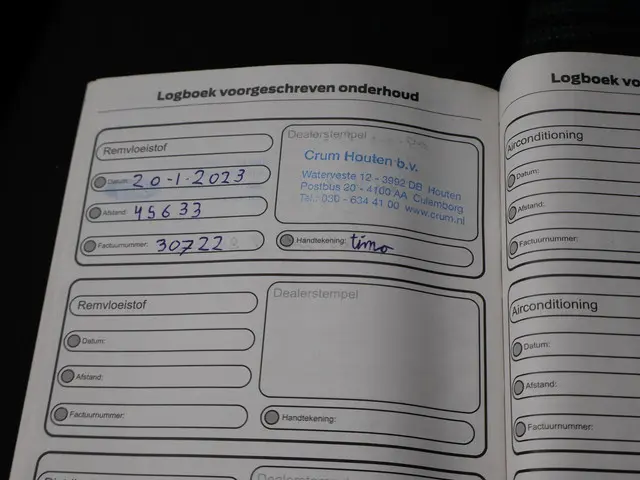 Logboek voorgeschreven onderhoud
Remvloeistof
Datum: 20-1-2023
Afstand: 45633
Factuurnummer: 30722
Dealerstempel
Crum Houten b.v.
Waterveste 12 - 3992 DB Houten
Postbus 20 - 4100 AA Culemborg
Tel.: 030 - 634 41 00 www.crum.nl
Handtekening: timo
Remvloeistof
Datum:
Afstand:
Factuurnummer:
Dealerstempel
Handtekening:
Logboek
Airconditioning
Datum:
Afstand:
Factuurnummer:
Airconditioning
Datum:
Afstand:
Factuurnummer: